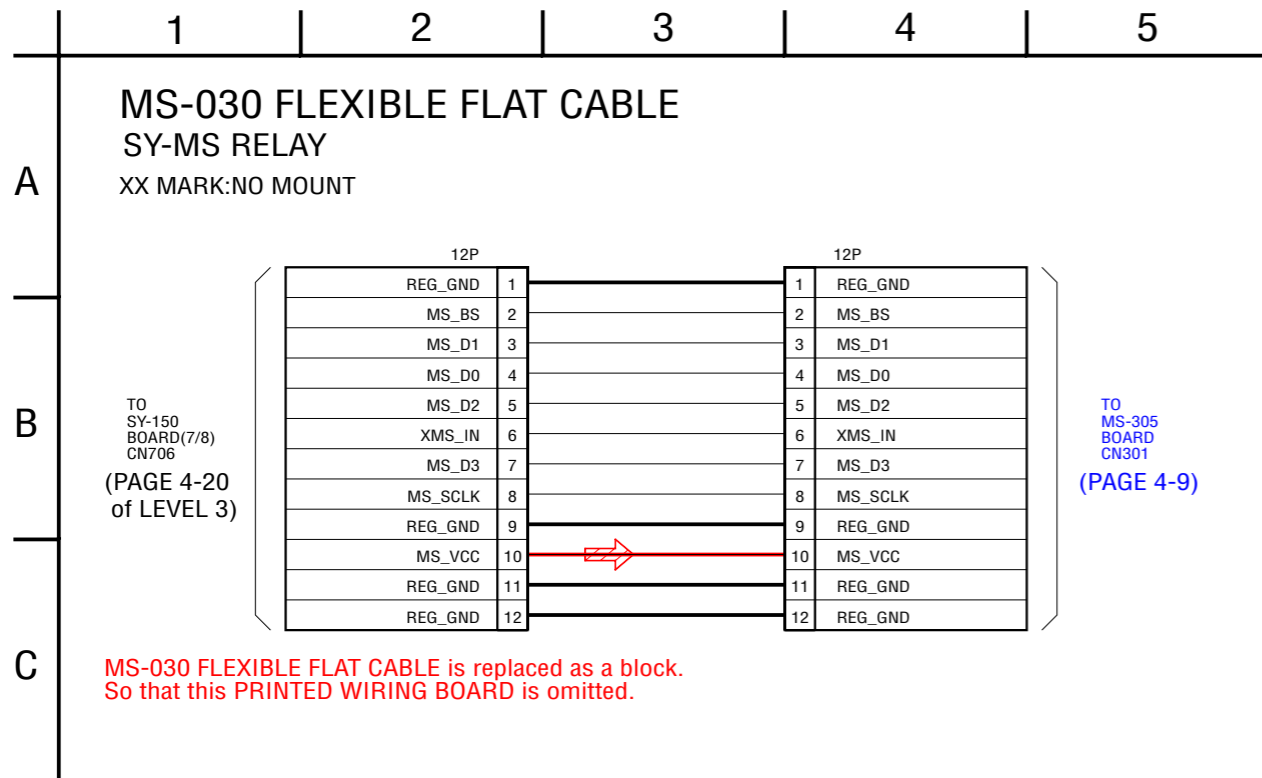 1 2 3 4 5
MS-030 FLEXIBLE FLAT CABLE
SY-MS RELAY
A
XX MARK:NO MOUNT
12P 12P
REG_GND 1 1 REG_GND
MS_BS 2 2 MS_BS
MS_D1 3 3 MS_D1
MS_D0 4 4 MS_D0
MS_D2 5 5 MS_D2
XMS_IN 6 6 XMS_IN
MS_D3 7 7 MS_D3
MS_SCLK 8 8 MS_SCLK
REG_GND 9 9 REG_GND
MS_VCC 10 10 MS_VCC
REG_GND 11 11 REG_GND
REG_GND 12 12 REG_GND
B
TO
SY-150
BOARD(7/8)
CN706
(PAGE 4-20
of LEVEL 3)
TO
MS-305
BOARD
CN301
(PAGE 4-9)
C
MS-030 FLEXIBLE FLAT CABLE is replaced as a block.
So that this PRINTED WIRING BOARD is omitted.